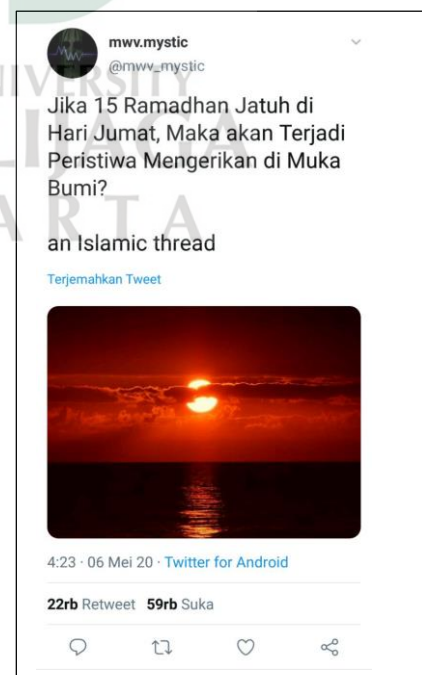 mwv.mystic
@mwv_mystic
Jika 15 Ramadhan Jatuh di
Hari Jumat, Maka akan Terjadi
Peristiwa Mengerikan di Muka
Bumi?
an Islamic thread
Terjemahkan Tweet
4:23 · 06 Mei 20 · Twitter for Android
22rb Retweet 59rb Suka